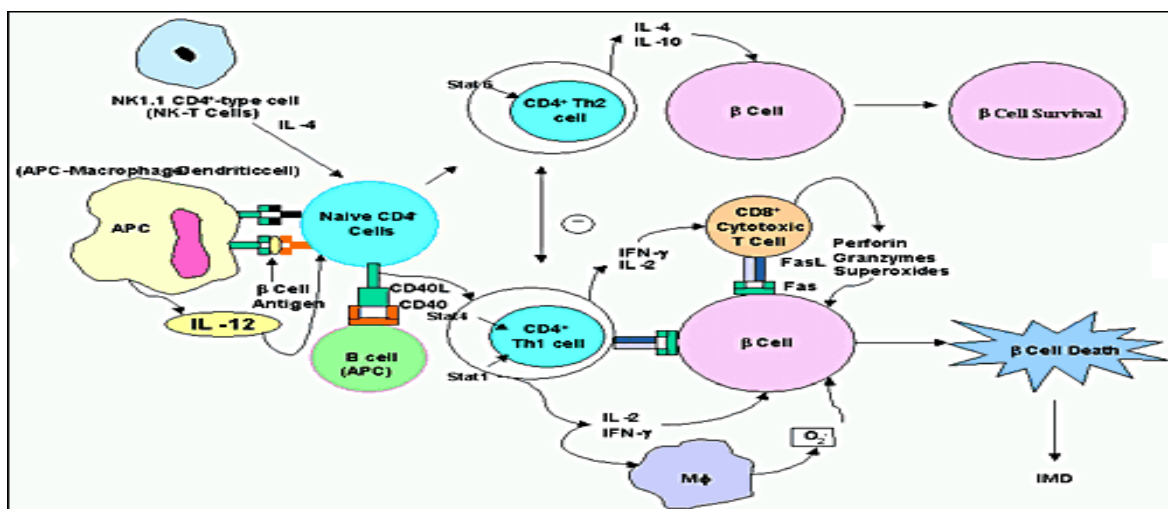 NK1.1 CD4⁺-type cell
(NK-T Cells)
IL -4
(APC-MacrophageDendriticcell)
APC
Naive CD4⁺
Cells
β Cell
Antigen
IL -12
CD40L
CD40
B cell
(APC)
Stat 6
CD4⁺ Th2
cell
IL -4
IL -10
β Cell
β Cell Survival
−
IFN-γ
IL -2
CD8⁺
Cytotoxic
T Cell
Perforin
Granzymes
Superoxides
FasL
Fas
Stat4
CD4⁺
Th1 cell
Stat1
β Cell
β Cell Death
IL -2
IFN-γ
O₂⁻
Mϕ
IMD